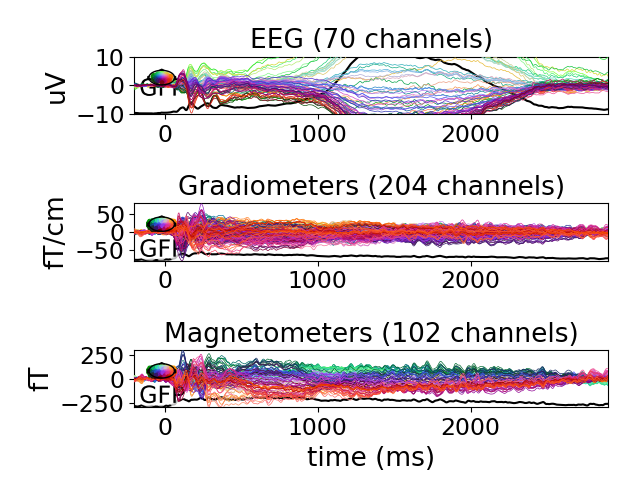 EEG (70 channels)
10
0
−10
uV
GFP
0
1000
2000
Gradiometers (204 channels)
50
0
−50
fT/cm
GFP
0
1000
2000
Magnetometers (102 channels)
250
0
−250
fT
GFP
0
1000
2000
time (ms)